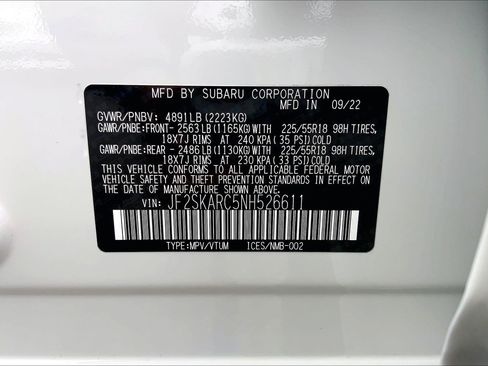 MFD BY SUBARU CORPORATION
MFD IN 09/22
GVWR/PNBV: 4891LB (2223KG)
GAWR/PNBE:FRONT- 2563LB (1165KG)WITH 225/55R18 98H TIRES,
18X7J RIMS AT 240 KPA (35 PSI)COLD
GAWR/PNBE:REAR - 2486LB (1130KG)WITH 225/55R18 98H TIRES,
18X7J RIMS AT 230 KPA (33 PSI)COLD
THIS VEHICLE CONFORMS TO ALL APPLICABLE FEDERAL MOTOR
VEHICLE SAFETY AND THEFT PREVENTION STANDARDS IN EFFECT
ON THE DATE OF MANUFACTURE SHOWN ABOVE.
VIN: JF2SKARC5NH526611
TYPE:MPV/VTUM ICES/NMB-002